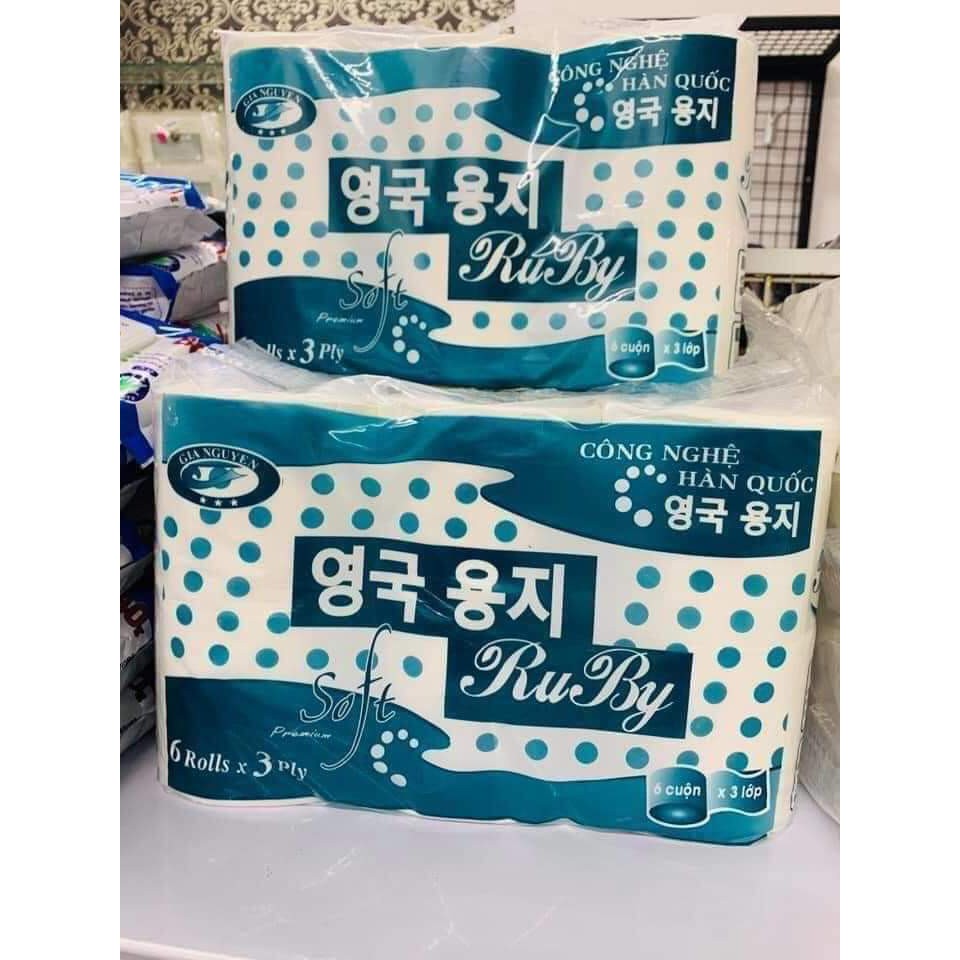 GIA NGUYEN
CÔNG NGHỆ
HÀN QUỐC
영국 용지
영국 용지
RuBy
Soft
Premium
Rolls x 3 Ply
6 cuộn x 3 lớp
GIA NGUYEN
CÔNG NGHỆ
HÀN QUỐC
영국 용지
영국 용지
RuBy
Soft
Premium
6 Rolls x 3 Ply
6 cuộn x 3 lớp